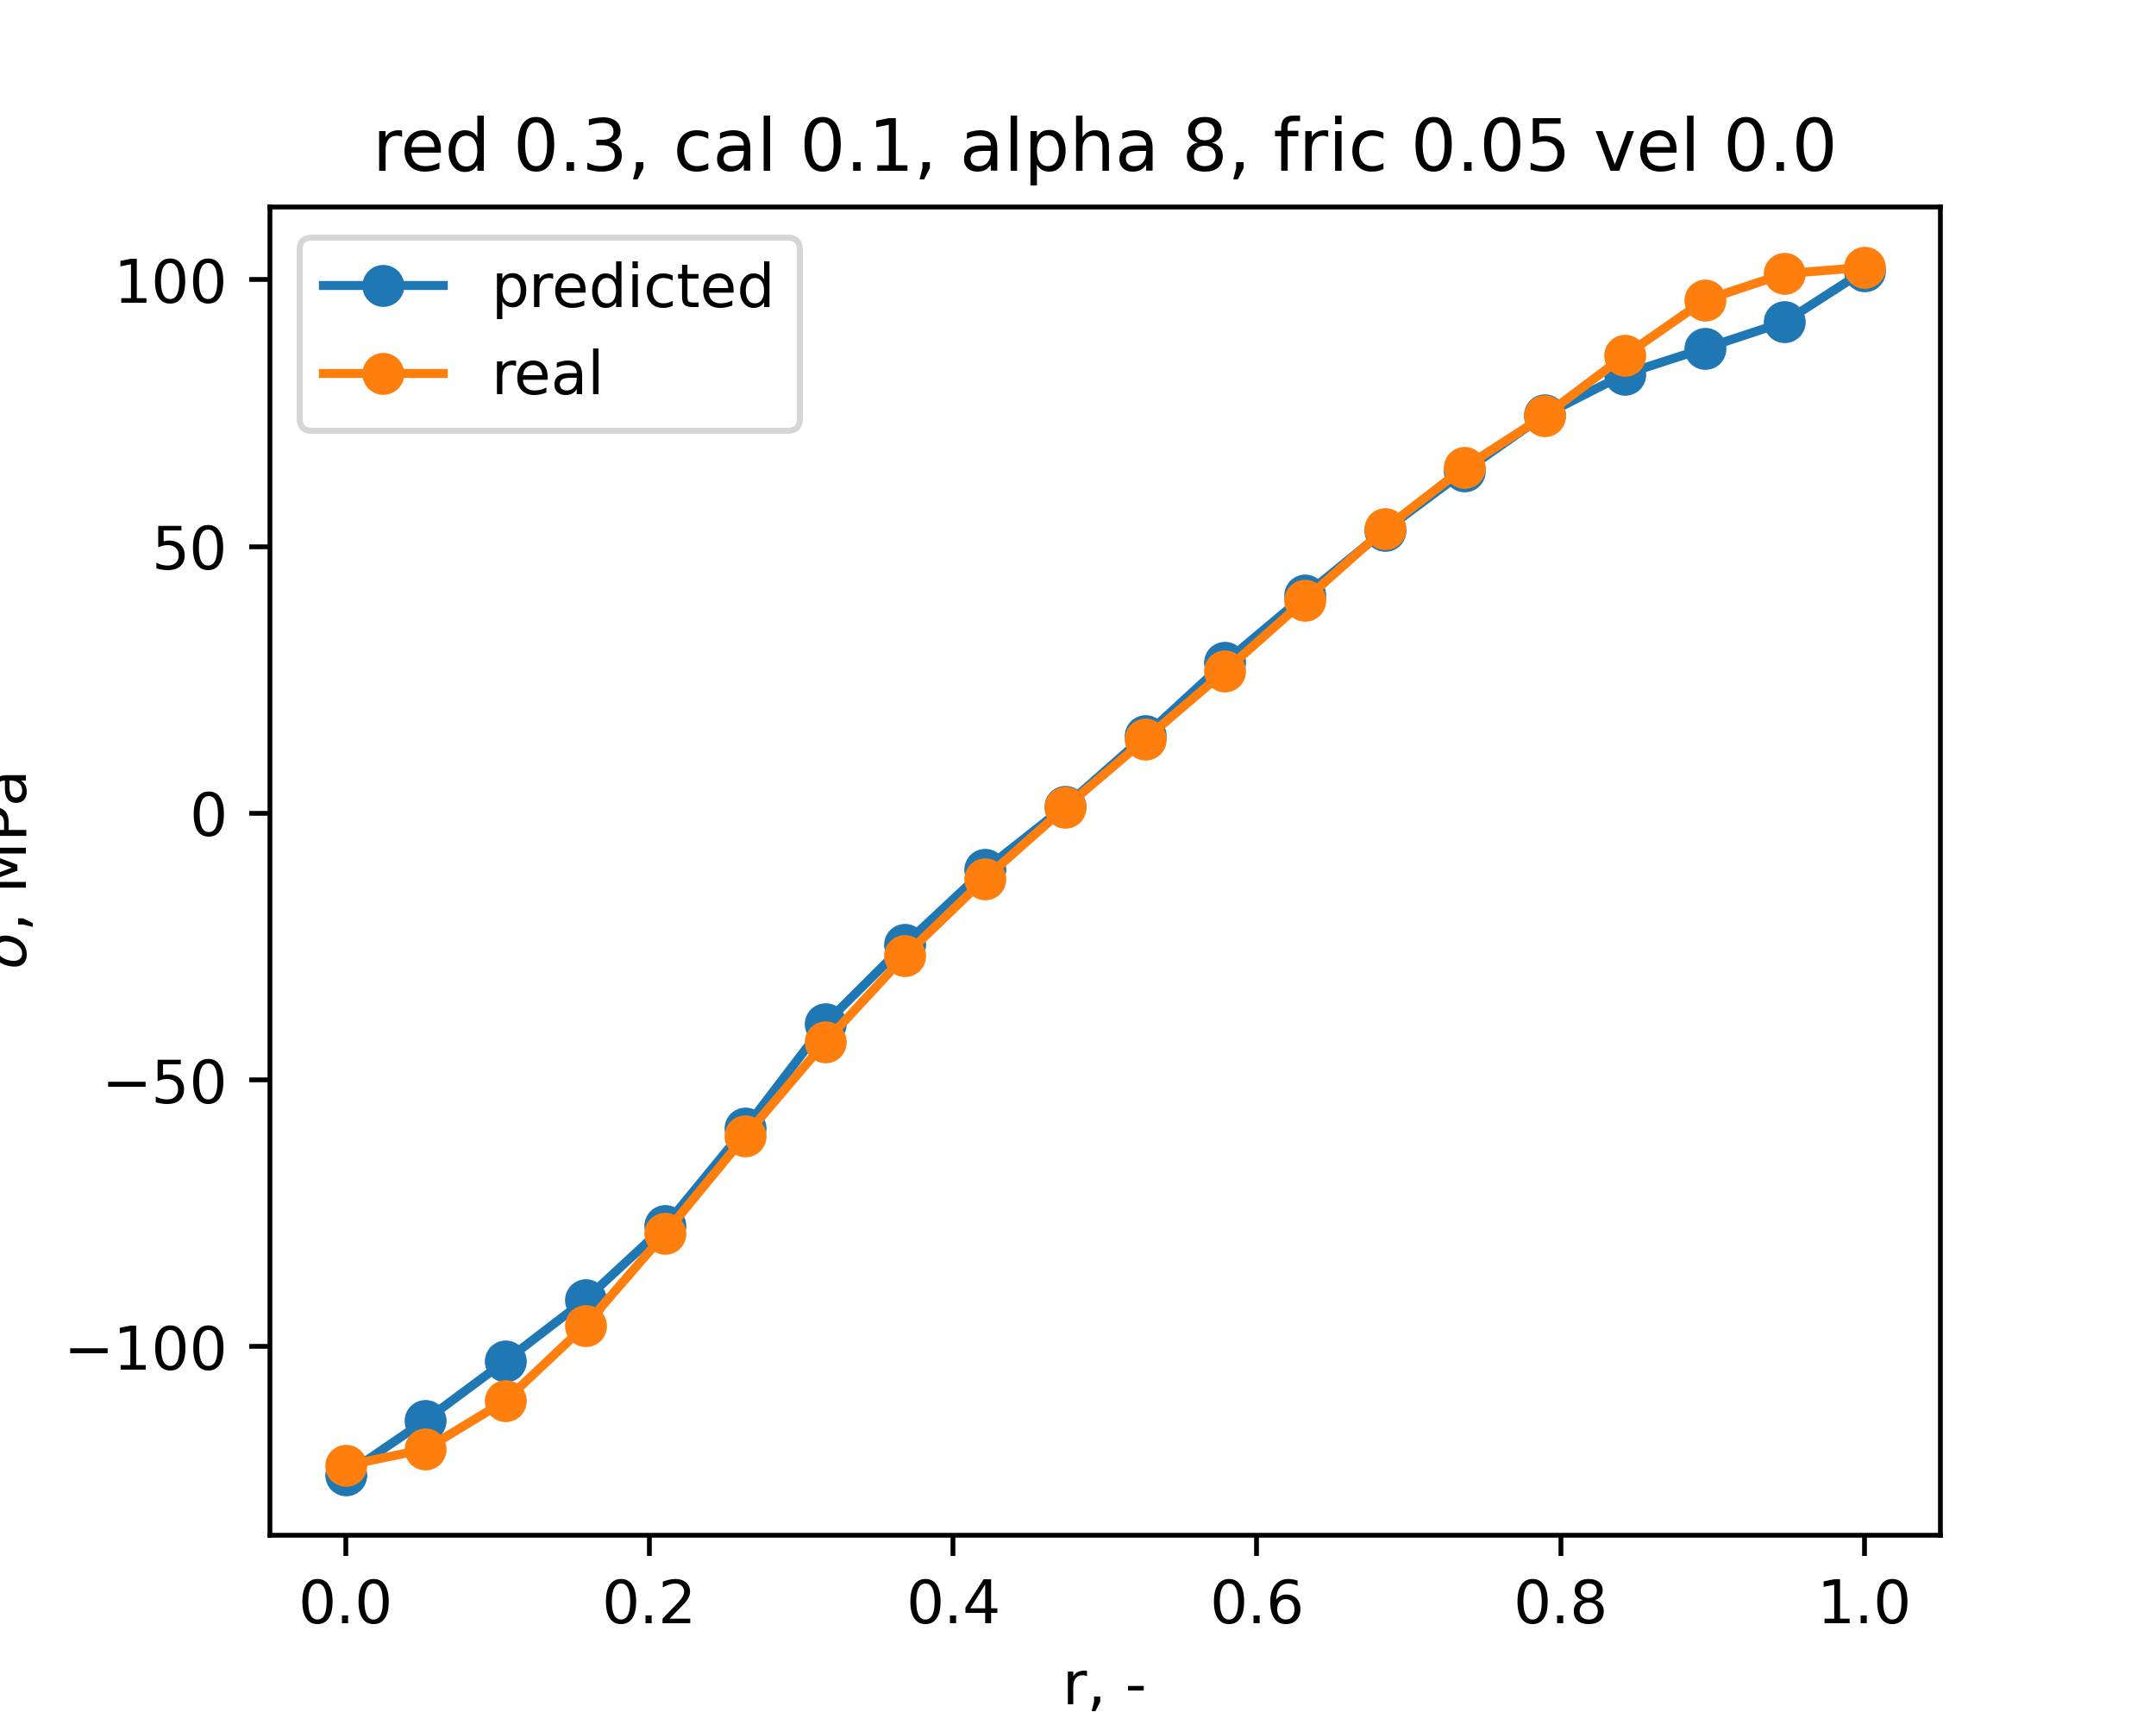 red 0.3, cal 0.1, alpha 8, fric 0.05 vel 0.0
predicted
real
100
50
0
−50
−100
σ, MPa
0.0 0.2 0.4 0.6 0.8 1.0
r, -